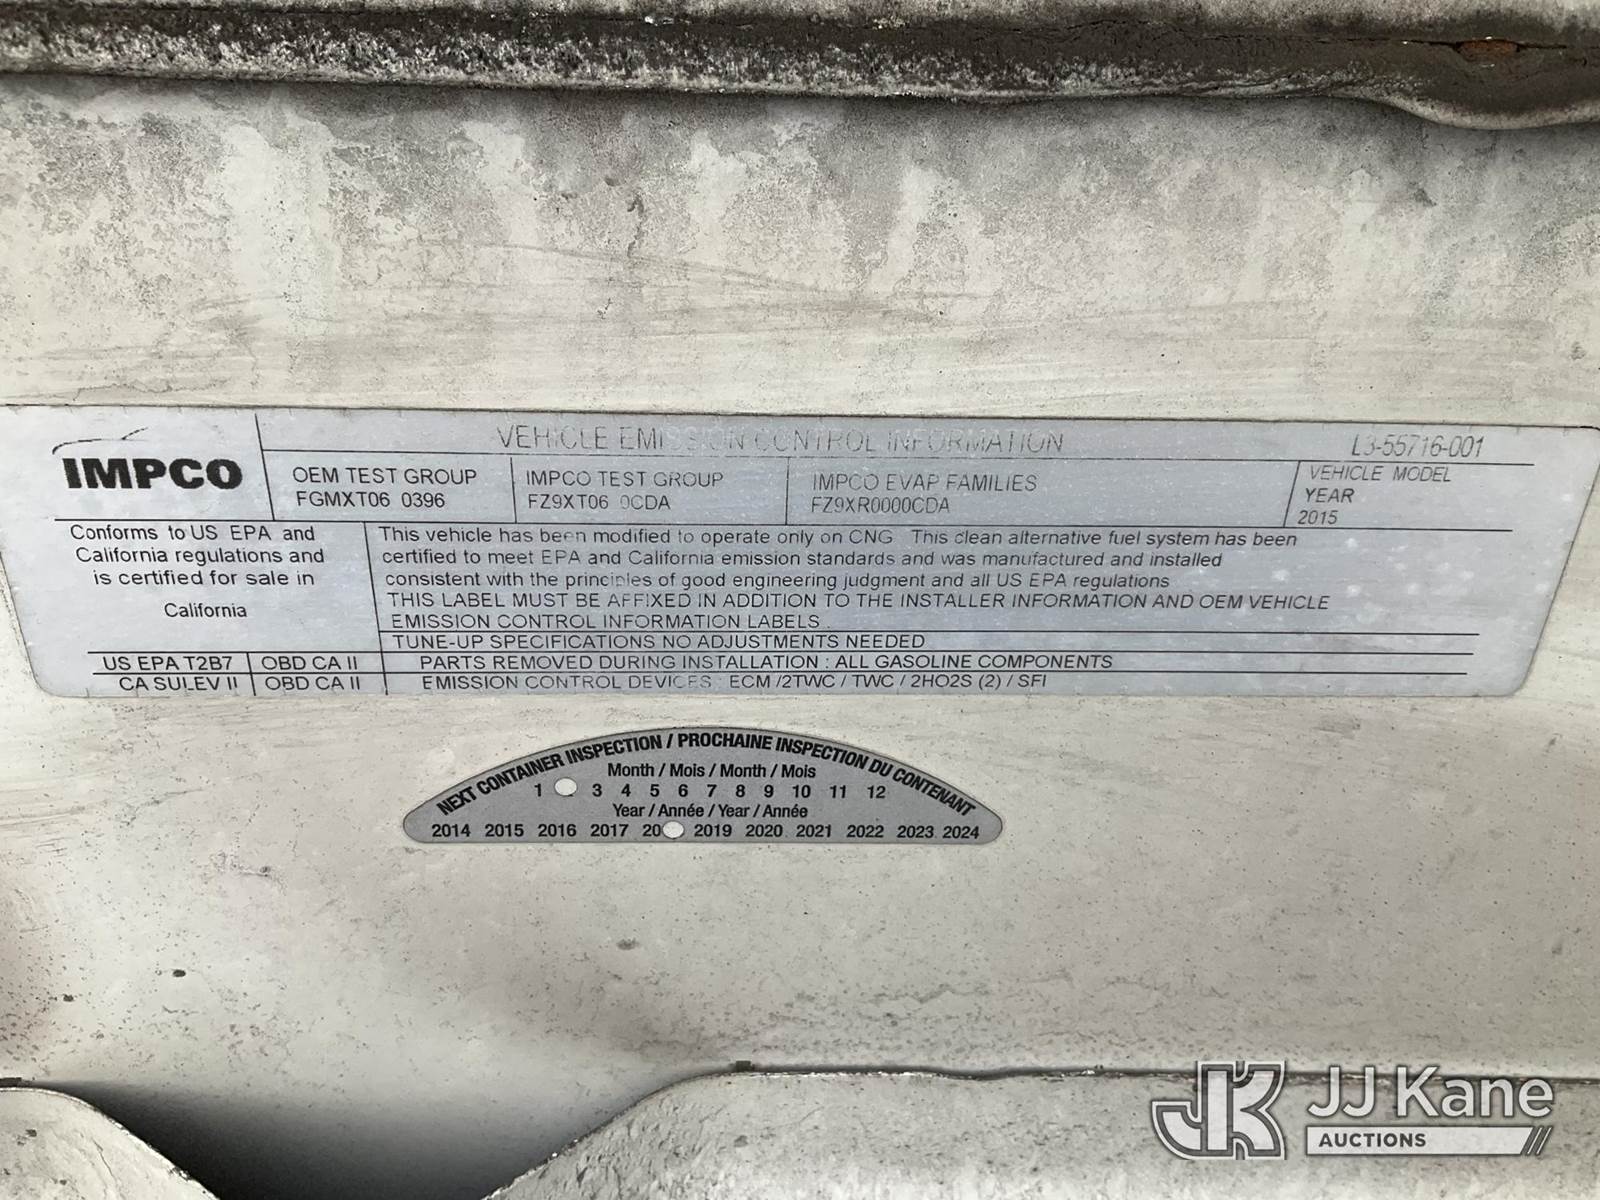 VEHICLE EMISSION CONTROL INFORMATION
L3-55716-001
IMPCO
OEM TEST GROUP
FGMXT06 0396
IMPCO TEST GROUP
FZ9XT06 0CDA
IMPCO EVAP FAMILIES
FZ9XR0000CDA
VEHICLE MODEL
YEAR
2015
Conforms to US EPA and
California regulations and
is certified for sale in
California
This vehicle has been modified to operate only on CNG This clean alternative fuel system has been
certified to meet EPA and California emission standards and was manufactured and installed
consistent with the principles of good engineering judgment and all US EPA regulations
THIS LABEL MUST BE AFFIXED IN ADDITION TO THE INSTALLER INFORMATION AND OEM VEHICLE
EMISSION CONTROL INFORMATION LABELS .
TUNE-UP SPECIFICATIONS NO ADJUSTMENTS NEEDED
US EPA T2B7 OBD CA II PARTS REMOVED DURING INSTALLATION : ALL GASOLINE COMPONENTS
CA SULEV II OBD CA II EMISSION CONTROL DEVICES : ECM /2TWC / TWC / 2HO2S (2) / SFI
NEXT CONTAINER INSPECTION / PROCHAINE INSPECTION DU CONTENANT
Month / Mois / Month / Mois
1 3 4 5 6 7 8 9 10 11 12
Year / Année / Year / Année
2014 2015 2016 2017 20 2019 2020 2021 2022 2023 2024
JK JJ Kane
AUCTIONS